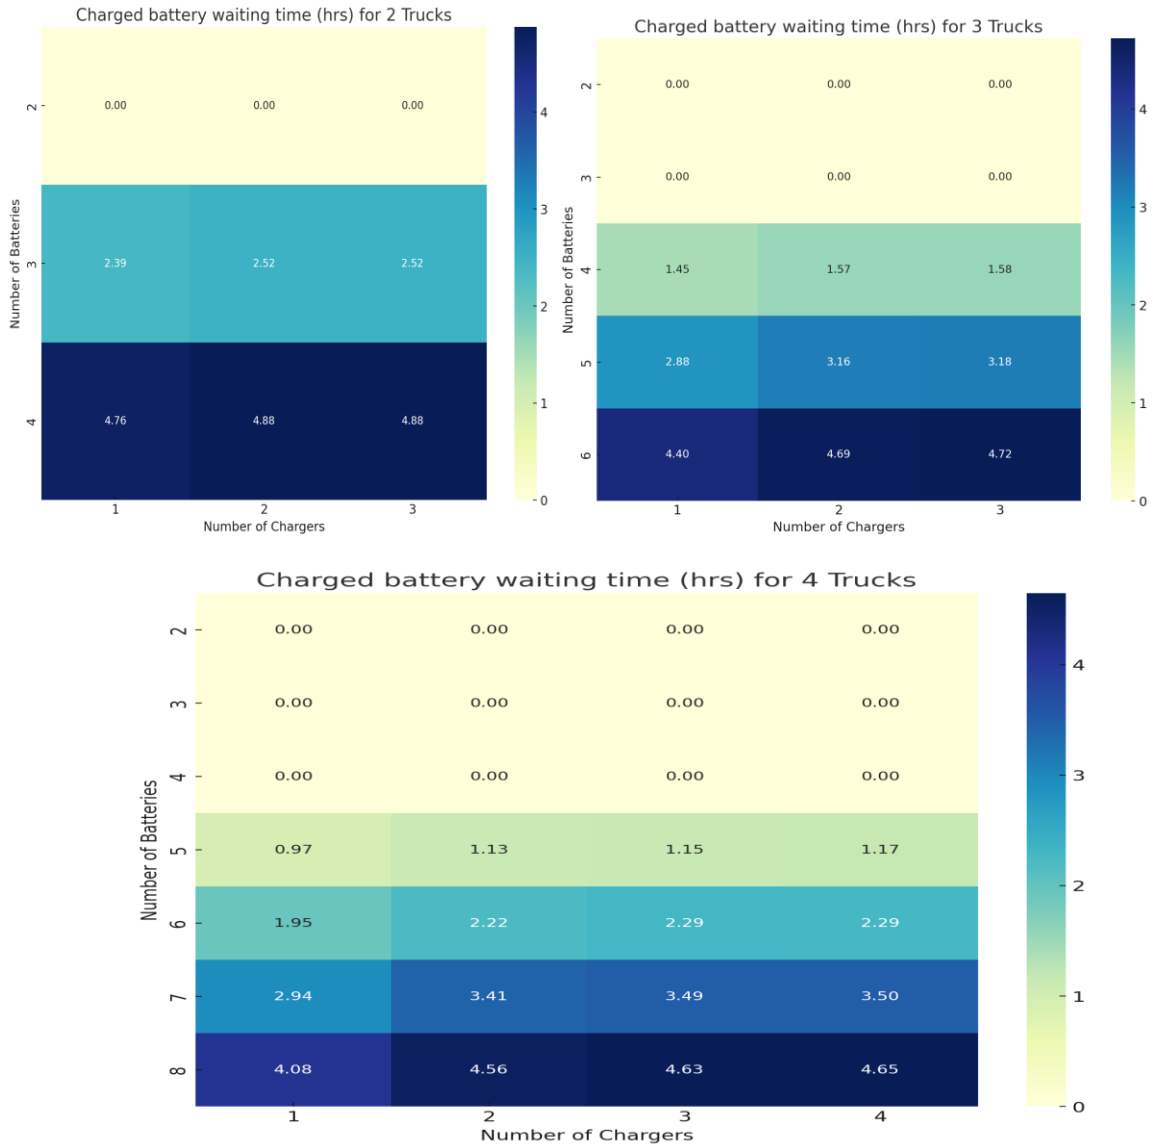 Charged battery waiting time (hrs) for 2 Trucks
Number of Batteries
2 0.00 0.00 0.00
3 2.39 2.52 2.52
4 4.76 4.88 4.88
1 2 3
Number of Chargers
4
3
2
1
0
Charged battery waiting time (hrs) for 3 Trucks
Number of Batteries
2 0.00 0.00 0.00
3 0.00 0.00 0.00
4 1.45 1.57 1.58
5 2.88 3.16 3.18
6 4.40 4.69 4.72
1 2 3
Number of Chargers
4
3
2
1
0
Charged battery waiting time (hrs) for 4 Trucks
Number of Batteries
2 0.00 0.00 0.00 0.00
3 0.00 0.00 0.00 0.00
4 0.00 0.00 0.00 0.00
5 0.97 1.13 1.15 1.17
6 1.95 2.22 2.29 2.29
7 2.94 3.41 3.49 3.50
8 4.08 4.56 4.63 4.65
1 2 3 4
Number of Chargers
4
3
2
1
0